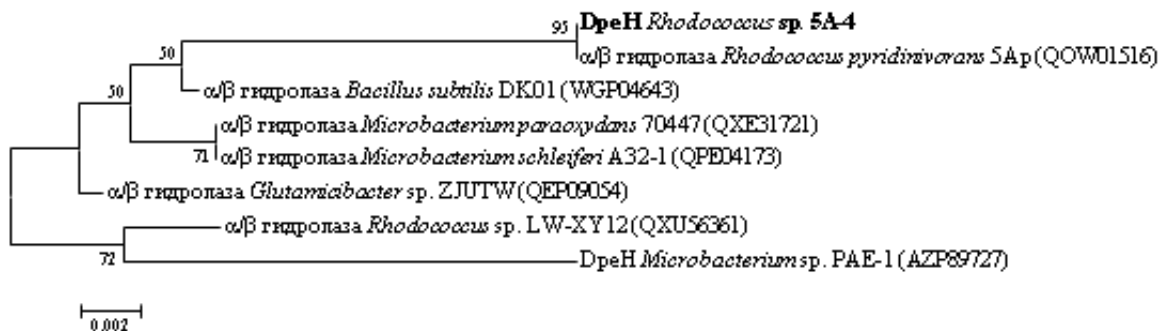 95 DpeH Rhodococcus sp. 5A-4
α/β гидролаза Rhodococcus pyridinivorans 5Ap (QOW01516)
50
α/β гидролаза Bacillus subtilis DK01 (WGP04643)
50
α/β гидролаза Microbacterium paraoxydans 70447 (QXE31721)
71 α/β гидролаза Microbacterium schleiferi A32-1 (QPE04173)
α/β гидролаза Glutamicibacter sp. ZJUTW (QEP09054)
α/β гидролаза Rhodococcus sp. LW-XY12 (QXU56361)
72 DpeH Microbacterium sp. PAE-1 (AZP89727)
0.002